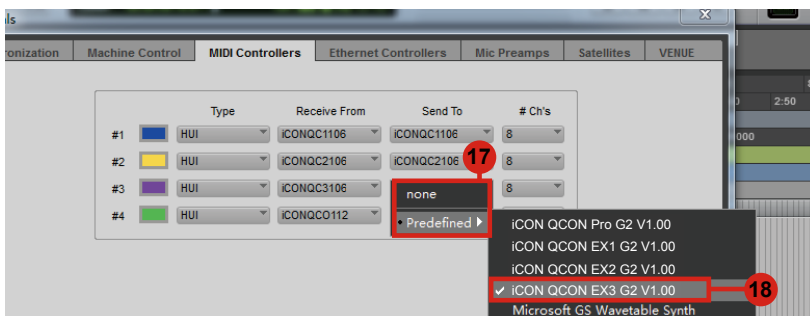 als
ronization Machine Control MIDI Controllers Ethernet Controllers Mic Preamps Satellites VENUE
2:50
000
Type Receive From Send To # Ch's
#1 HUI iCONQC1106 iCONQC1106 8
#2 HUI iCONQC2106 iCONQC2106 8
17
#3 HUI iCONQC3106 8
none
#4 HUI iCONQCO112
• Predefined
iCON QCON Pro G2 V1.00
iCON QCON EX1 G2 V1.00
iCON QCON EX2 G2 V1.00
✓ iCON QCON EX3 G2 V1.00
18
Microsoft GS Wavetable Synth